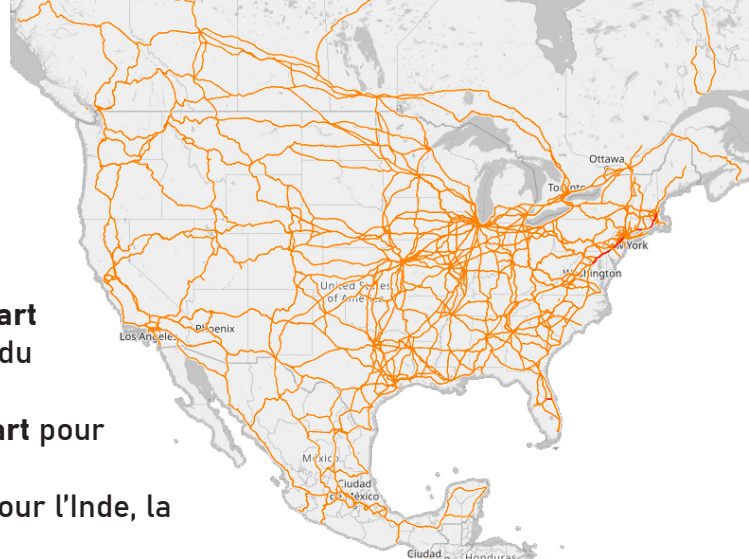 Ottawa
Toronto
New York
Washington
United States
of America
Los Angeles
Phoenix
art
du
art pour
our l’Inde, la
México
Ciudad
de México
Ciudad
Honduras